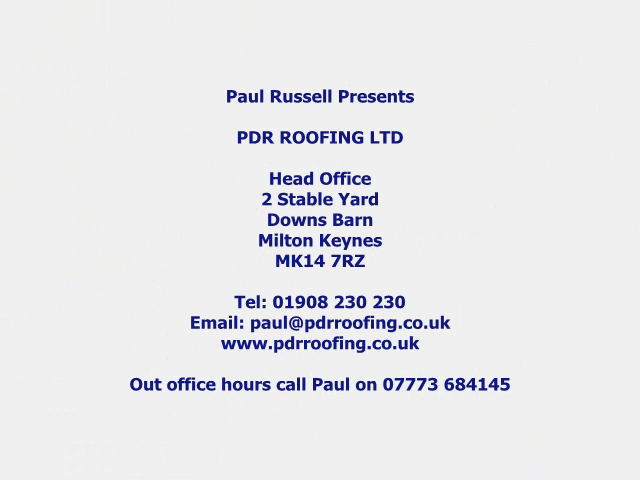 Paul Russell Presents
PDR ROOFING LTD
Head Office
2 Stable Yard
Downs Barn
Milton Keynes
MK14 7RZ
Tel: 01908 230 230
Email: paul@pdrroofing.co.uk
www.pdrroofing.co.uk
Out office hours call Paul on 07773 684145